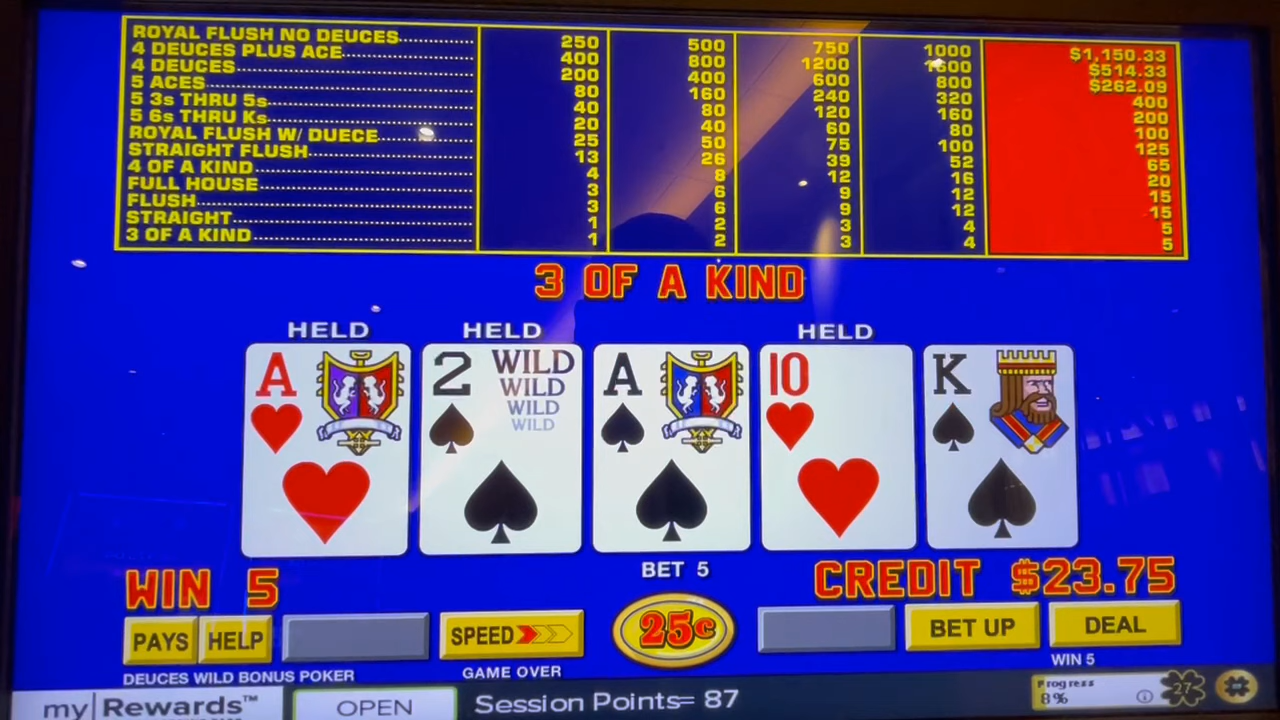 ROYAL FLUSH NO DEUCES 250 500 750 1000 $1,150.33
4 DEUCES PLUS ACE 400 800 1200 1600 $514.33
4 DEUCES 200 400 600 800 $262.09
5 ACES 80 160 240 320 400
5 3s THRU 5s 40 80 120 160 200
5 6s THRU Ks 20 40 60 80 100
ROYAL FLUSH W/ DUECE 25 50 75 100 125
STRAIGHT FLUSH 13 26 39 52 65
4 OF A KIND 4 8 12 16 20
FULL HOUSE 3 6 9 12 15
FLUSH 3 6 9 12 15
STRAIGHT 1 2 3 4 5
3 OF A KIND 1 2 3 4 5
3 OF A KIND
HELD HELD HELD
A 2 WILD A 10 K
WILD
WILD
WILD
BET 5
WIN 5 CREDIT $23.75
PAYS HELP SPEED 25¢ BET UP DEAL
DEUCES WILD BONUS POKER GAME OVER WIN 5
my|Rewards™ OPEN Session Points= 87
Progress
8% 27